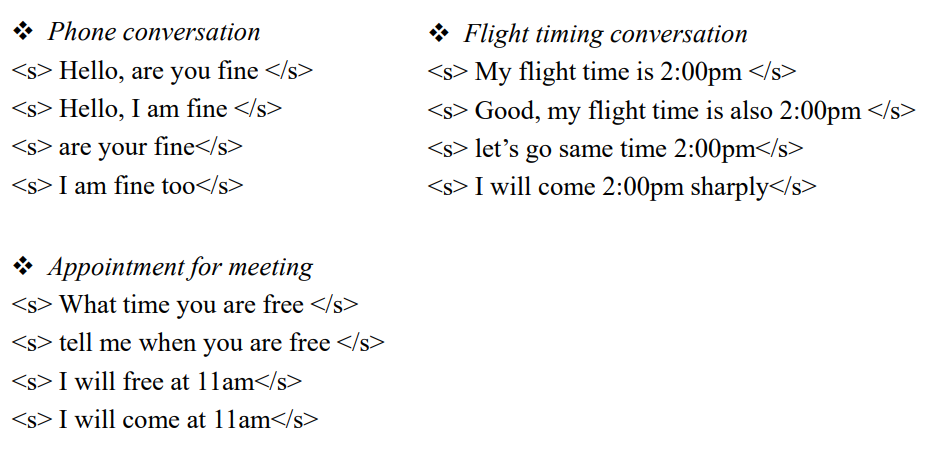 ❖ Phone conversation
<s> Hello, are you fine </s>
<s> Hello, I am fine </s>
<s> are your fine</s>
<s> I am fine too</s>
❖ Flight timing conversation
<s> My flight time is 2:00pm </s>
<s> Good, my flight time is also 2:00pm </s>
<s> let’s go same time 2:00pm</s>
<s> I will come 2:00pm sharply</s>
❖ Appointment for meeting
<s> What time you are free </s>
<s> tell me when you are free </s>
<s> I will free at 11am</s>
<s> I will come at 11am</s>